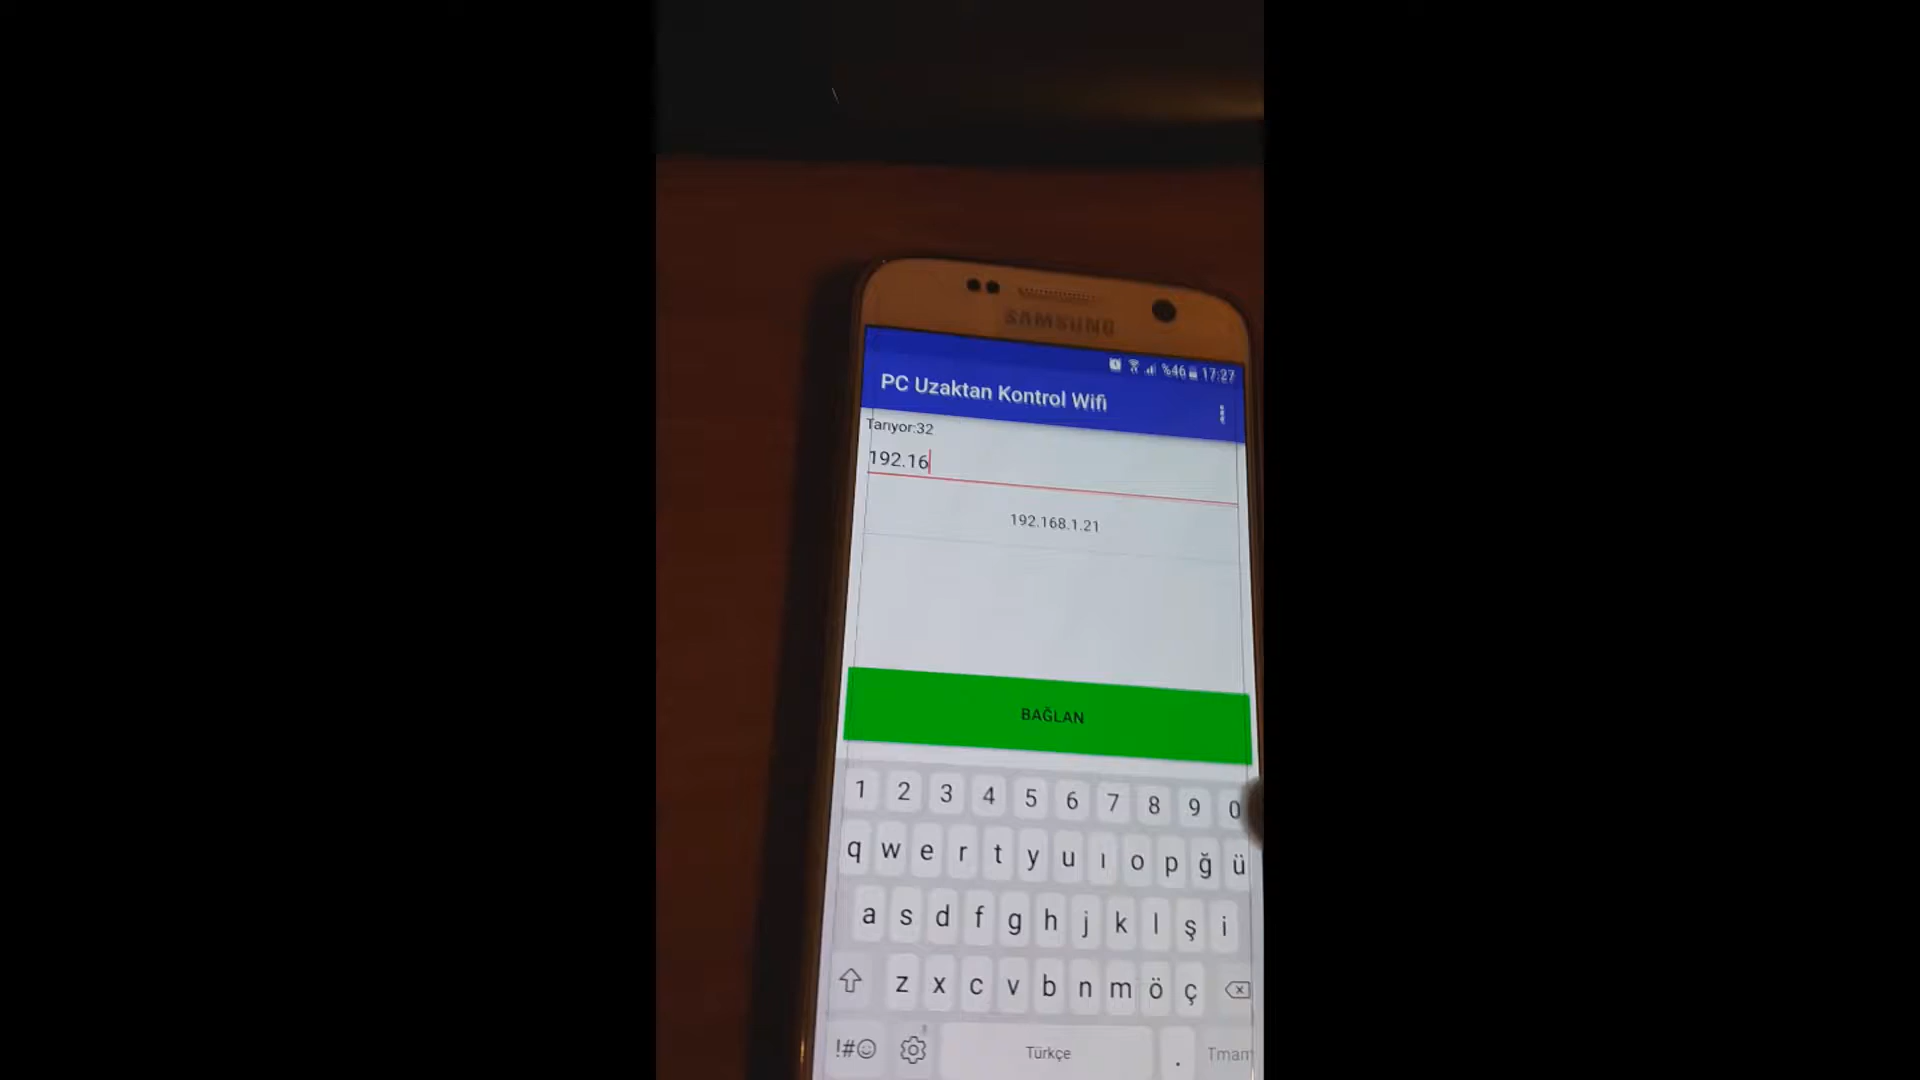 SAMSUNG
%46 17:27
PC Uzaktan Kontrol Wifi
Tarıyor:32
192.16
192.168.1.21
BAĞLAN
1 2 3 4 5 6 7 8 9 0
q w e r t y u ı o p ğ ü
a s d f g h j k l ş i
z x c v b n m ö ç
!#☺ Türkçe . Tmam